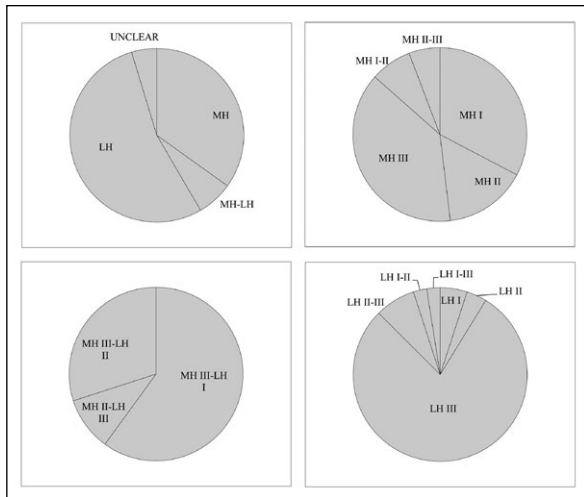 UNCLEAR
MH
LH
MH-LH
MH II-III
MH I-II
MH I
MH III
MH II
MH III-LH
II
MH III-LH
I
MH II-LH
III
LH I-III
LH I-II
LH II-III
LH I
LH II
LH III